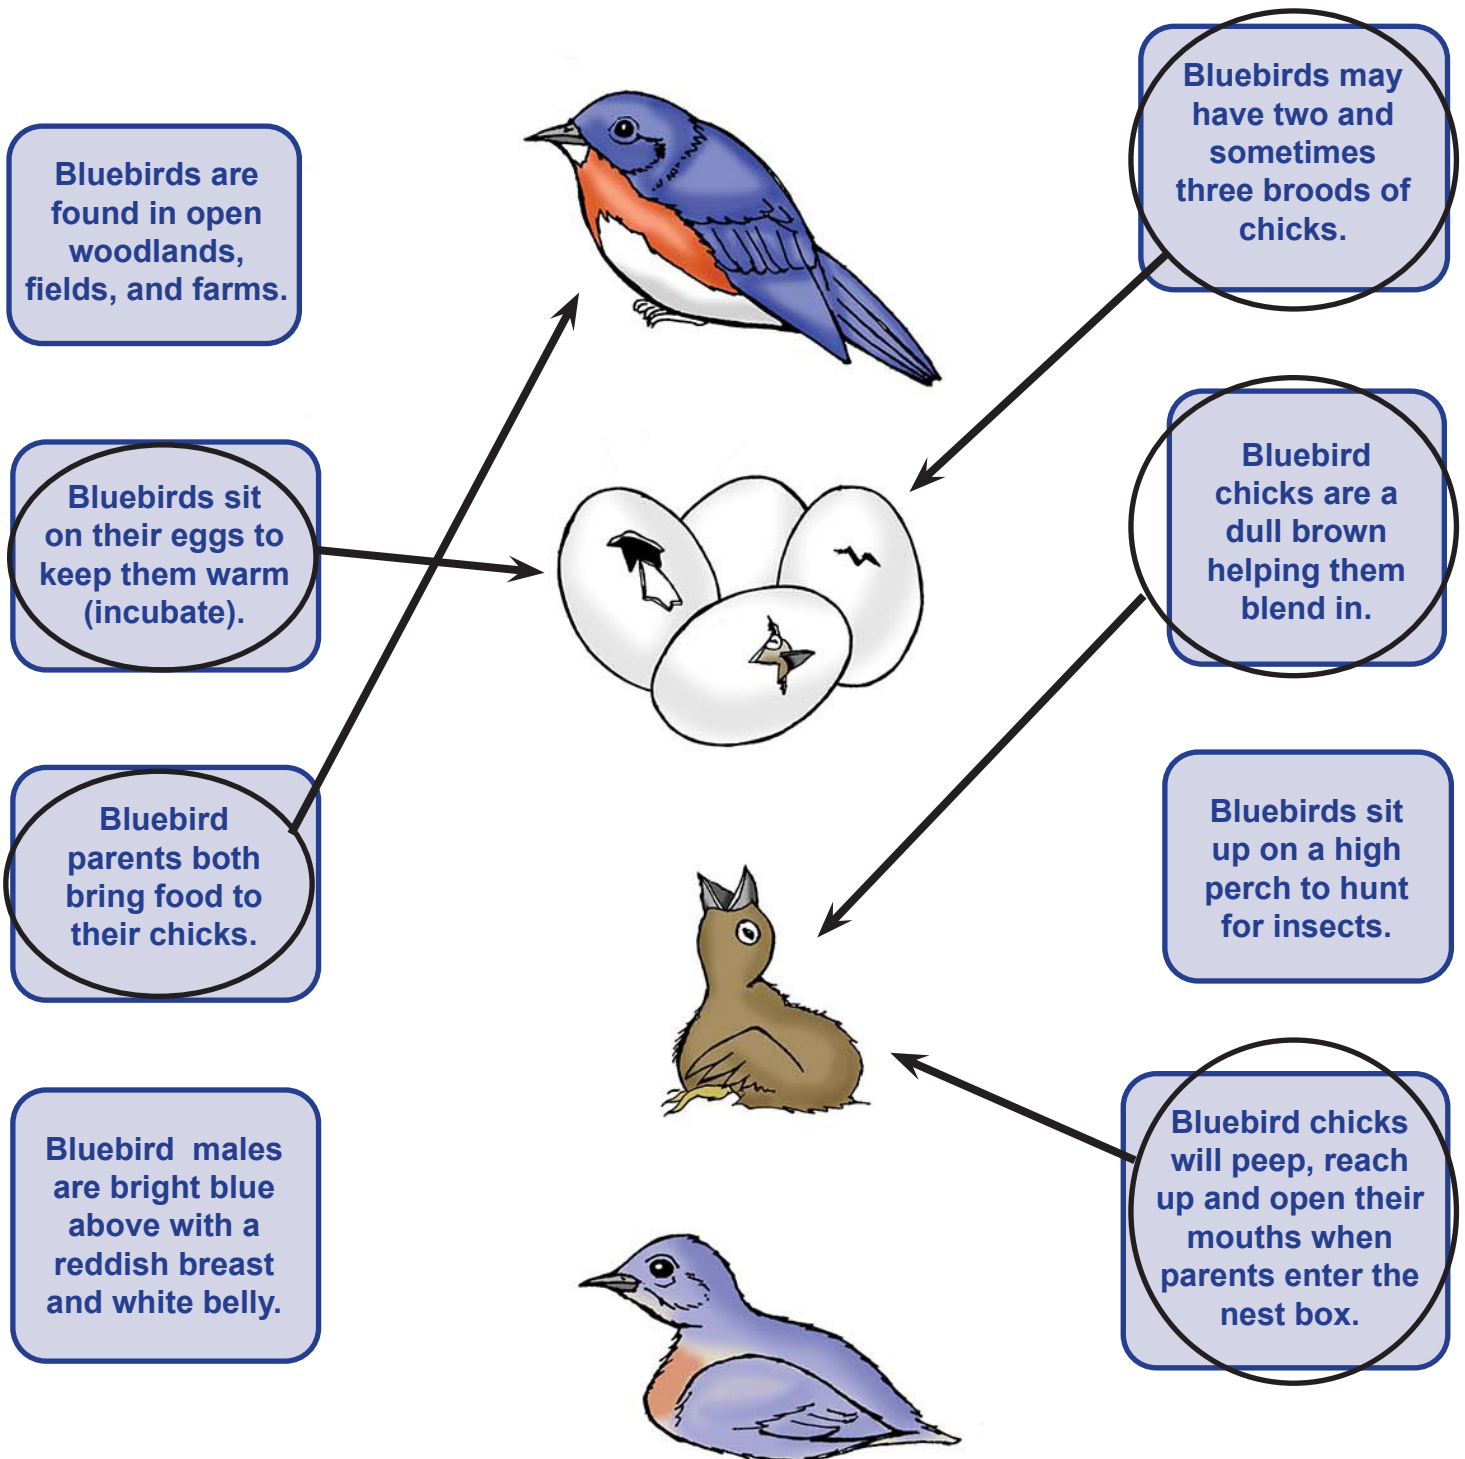 Bluebirds are
found in open
woodlands,
fields, and farms.
Bluebirds sit
on their eggs to
keep them warm
(incubate).
Bluebird
parents both
bring food to
their chicks.
Bluebird  males
are bright blue
above with a
reddish breast
and white belly.
Bluebirds may
have two and
sometimes
three broods of
chicks.
Bluebird
chicks are a
dull brown
helping them
blend in.
Bluebirds sit
up on a high
perch to hunt
for insects.
Bluebird chicks
will peep, reach
up and open their
mouths when
parents enter the
nest box.